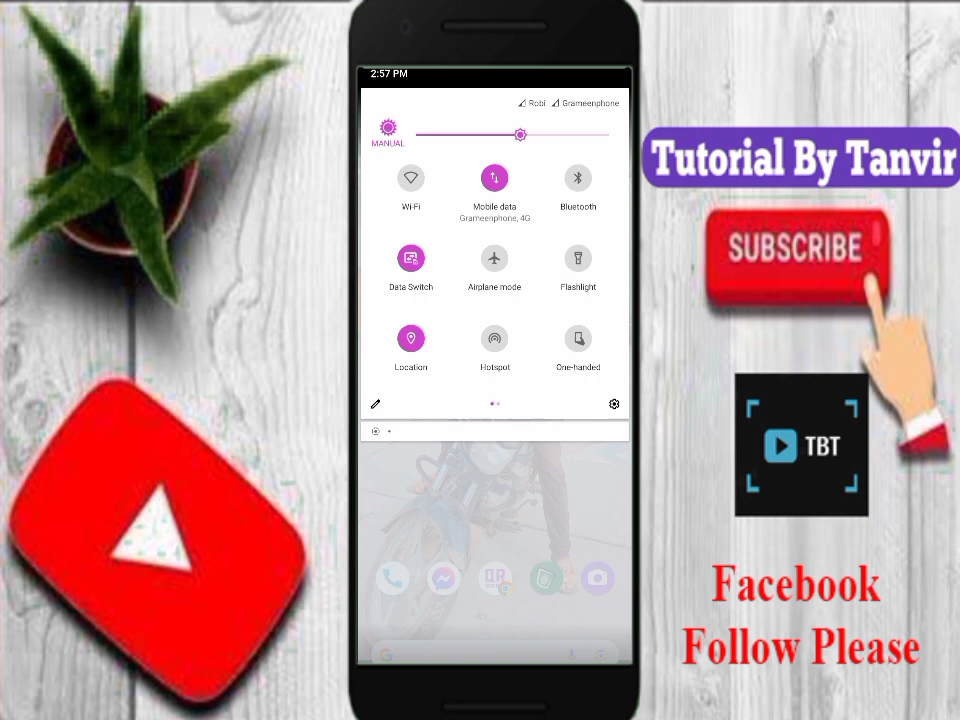 2:57 PM
Robi Grameenphone
MANUAL
Wi-Fi Mobile data Bluetooth
Grameenphone, 4G
Data Switch Airplane mode Flashlight
Location Hotspot One-handed
QR
Tutorial By Tanvir
SUBSCRIBE
TBT
Facebook
Follow Please